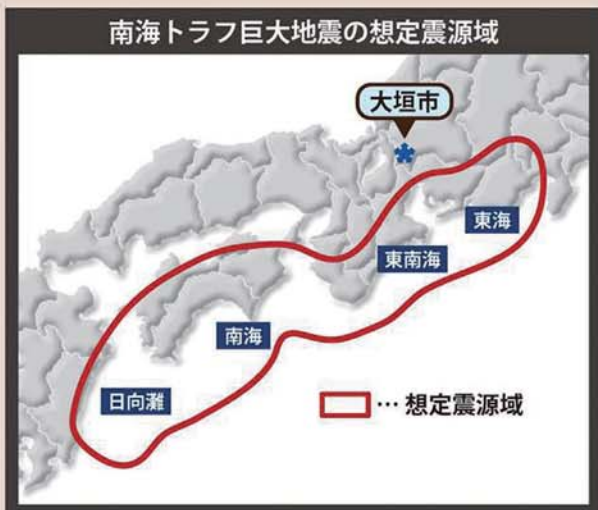 南海トラフ巨大地震の想定震源域
大垣市
東海
東南海
南海
日向灘
… 想定震源域